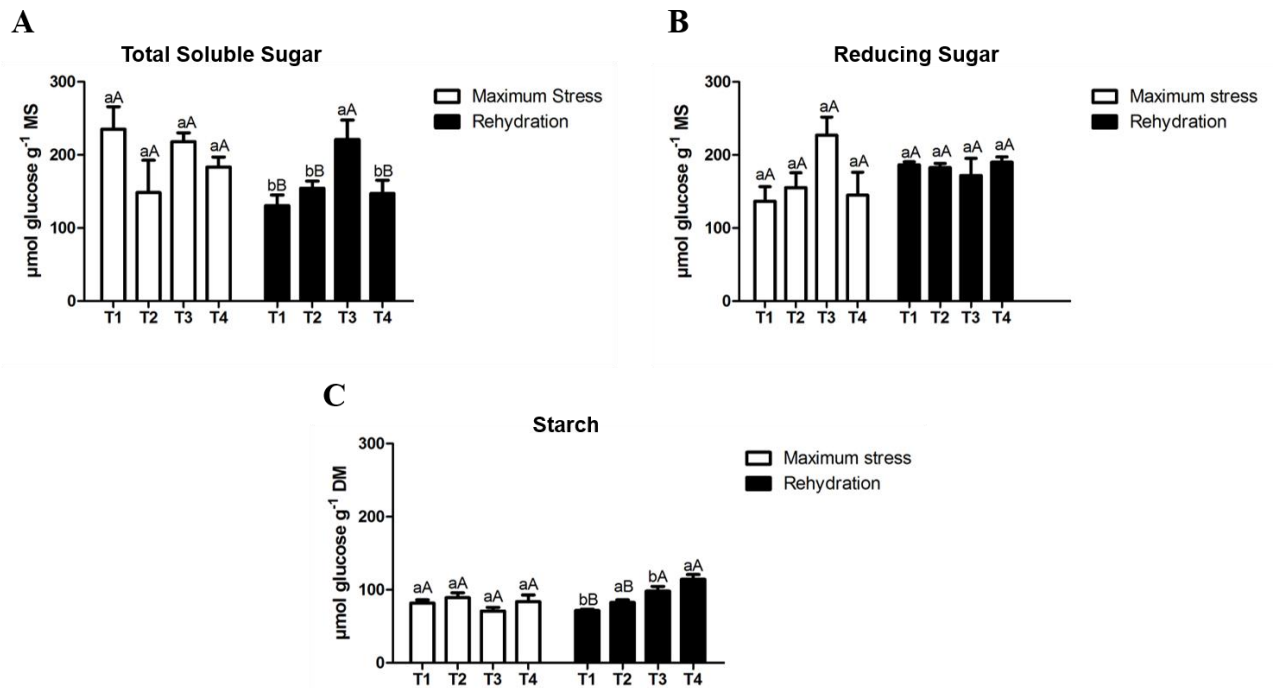 A
Total Soluble Sugar
µmol glucose g-1 MS
300
200
100
0
aA aA aA aA bB bB aA bB
T1 T2 T3 T4 T1 T2 T3 T4
Maximum Stress
Rehydration
B
Reducing Sugar
µmol glucose g-1 MS
300
200
100
0
aA aA aA aA aA aA aA aA
T1 T2 T3 T4 T1 T2 T3 T4
Maximum stress
Rehydration
C
Starch
µmol glucose g-1 DM
300
200
100
0
aA aA aA aA bB aB bA aA
T1 T2 T3 T4 T1 T2 T3 T4
Maximum stress
Rehydration